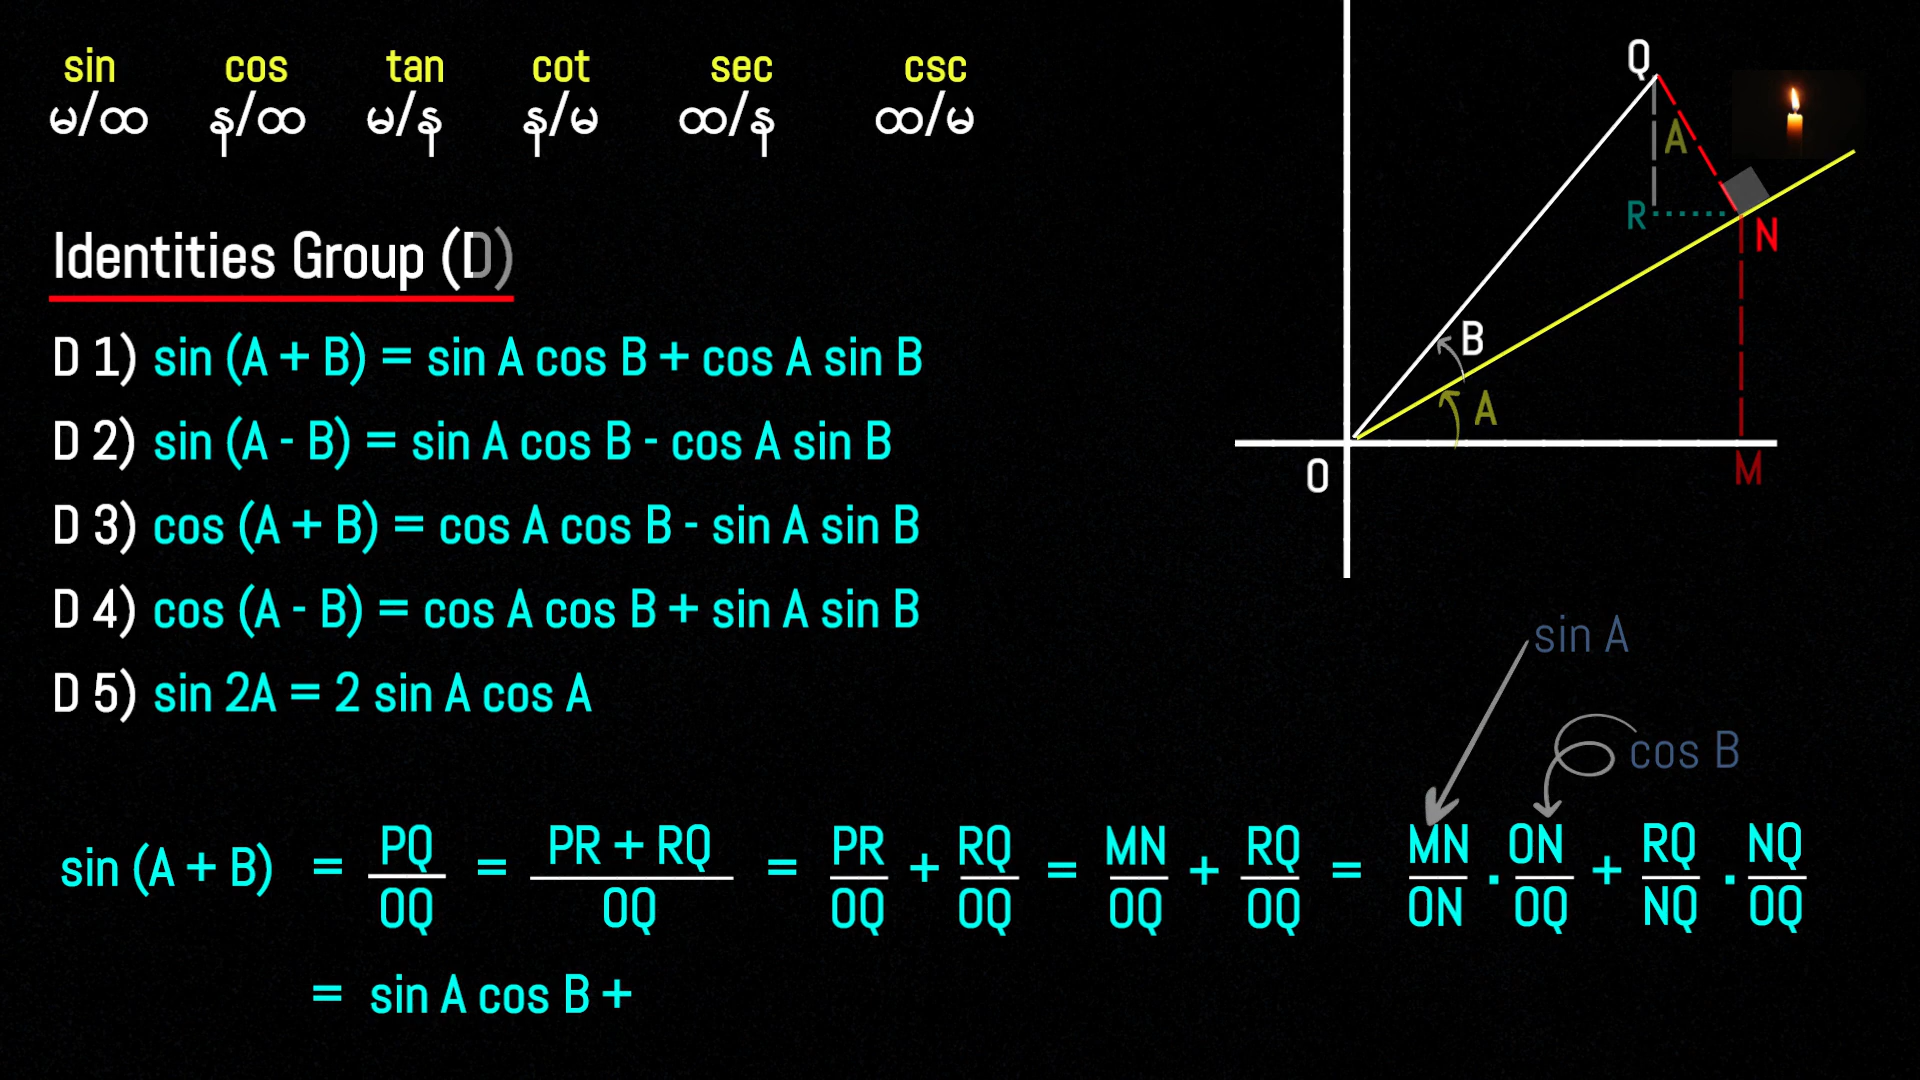 sin cos tan cot sec csc
မ/ထ န/ထ မ/န န/မ ထ/န ထ/မ
Identities Group (D)
D 1) sin (A + B) = sin A cos B + cos A sin B
D 2) sin (A - B) = sin A cos B - cos A sin B
D 3) cos (A + B) = cos A cos B - sin A sin B
D 4) cos (A - B) = cos A cos B + sin A sin B
D 5) sin 2A = 2 sin A cos A
Q
A
R
N
B
A
O
M
sin A
cos B
sin (A + B) = PQ/OQ = PR + RQ/OQ = PR/OQ + RQ/OQ = MN/OQ + RQ/OQ = MN/ON . ON/OQ + RQ/NQ . NQ/OQ
= sin A cos B +